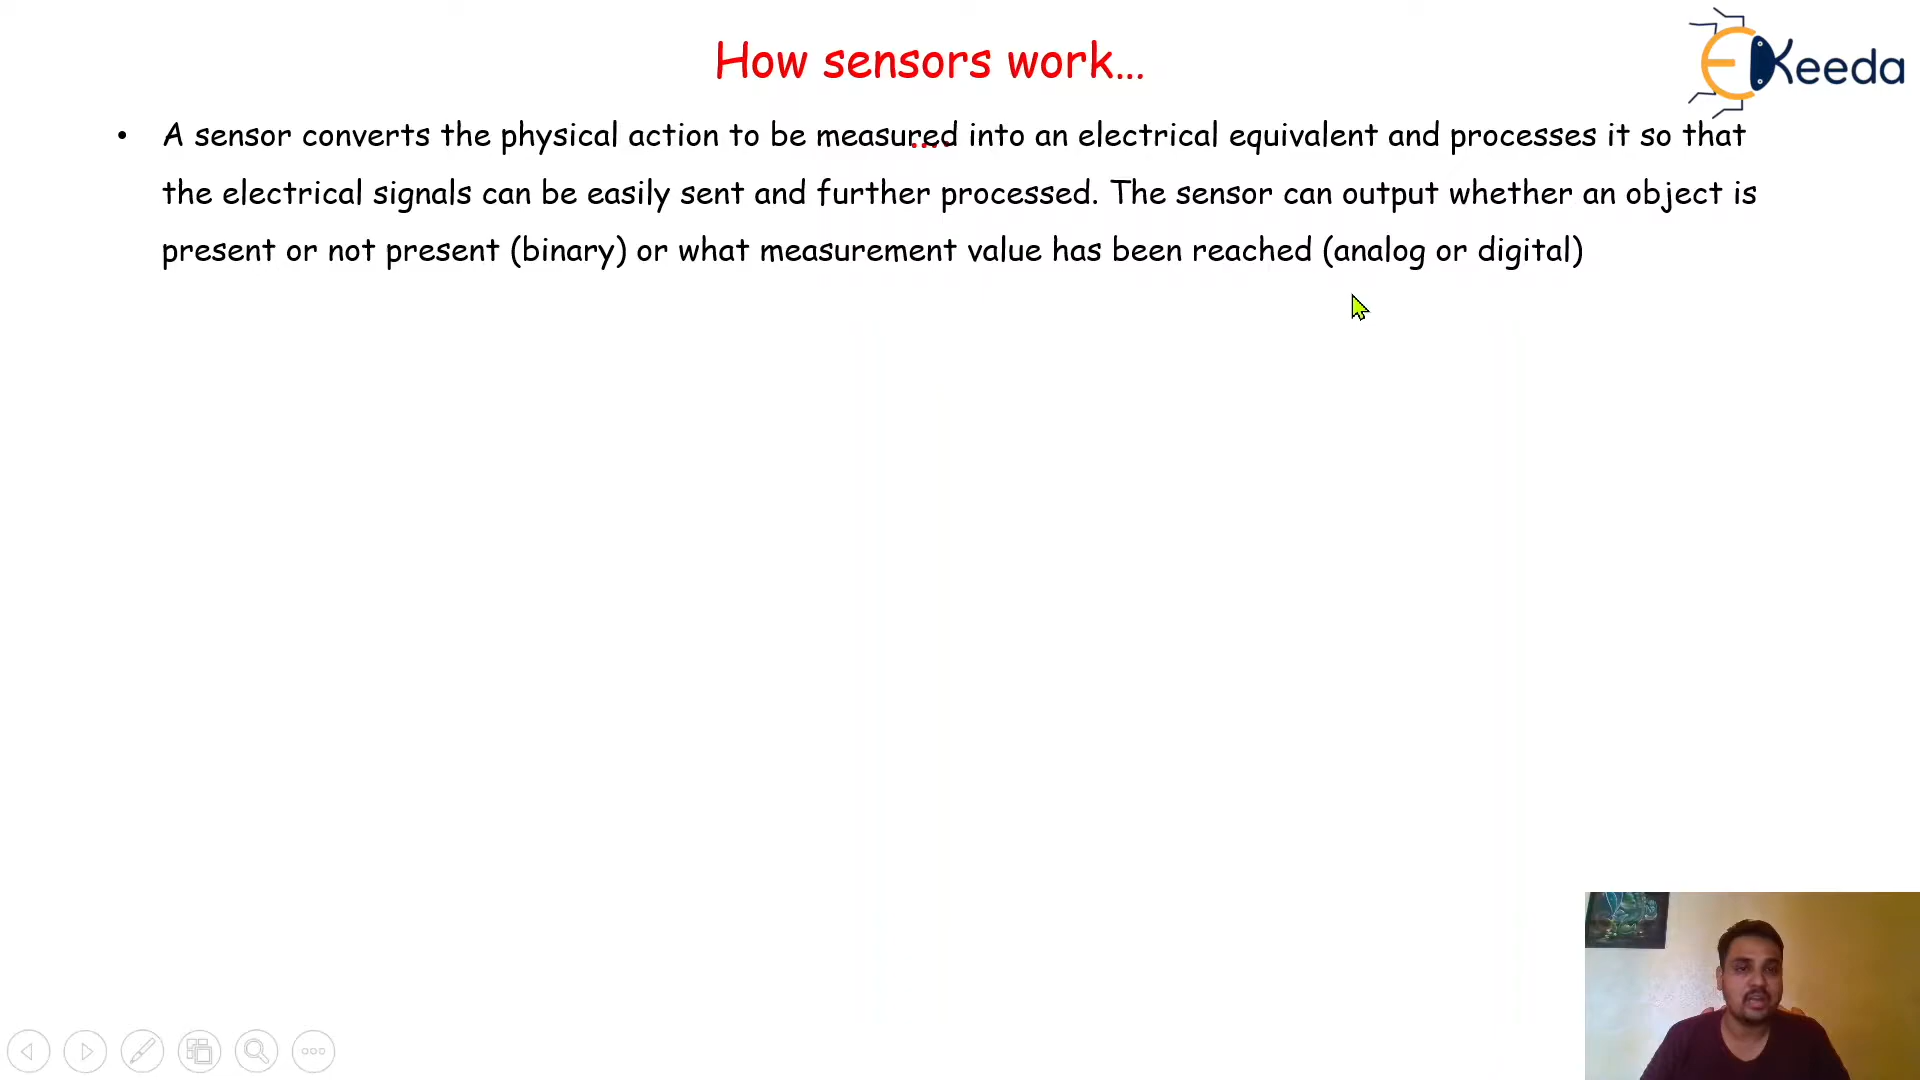 How sensors work...
EKeeda
• A sensor converts the physical action to be measured into an electrical equivalent and processes it so that
the electrical signals can be easily sent and further processed. The sensor can output whether an object is
present or not present (binary) or what measurement value has been reached (analog or digital)